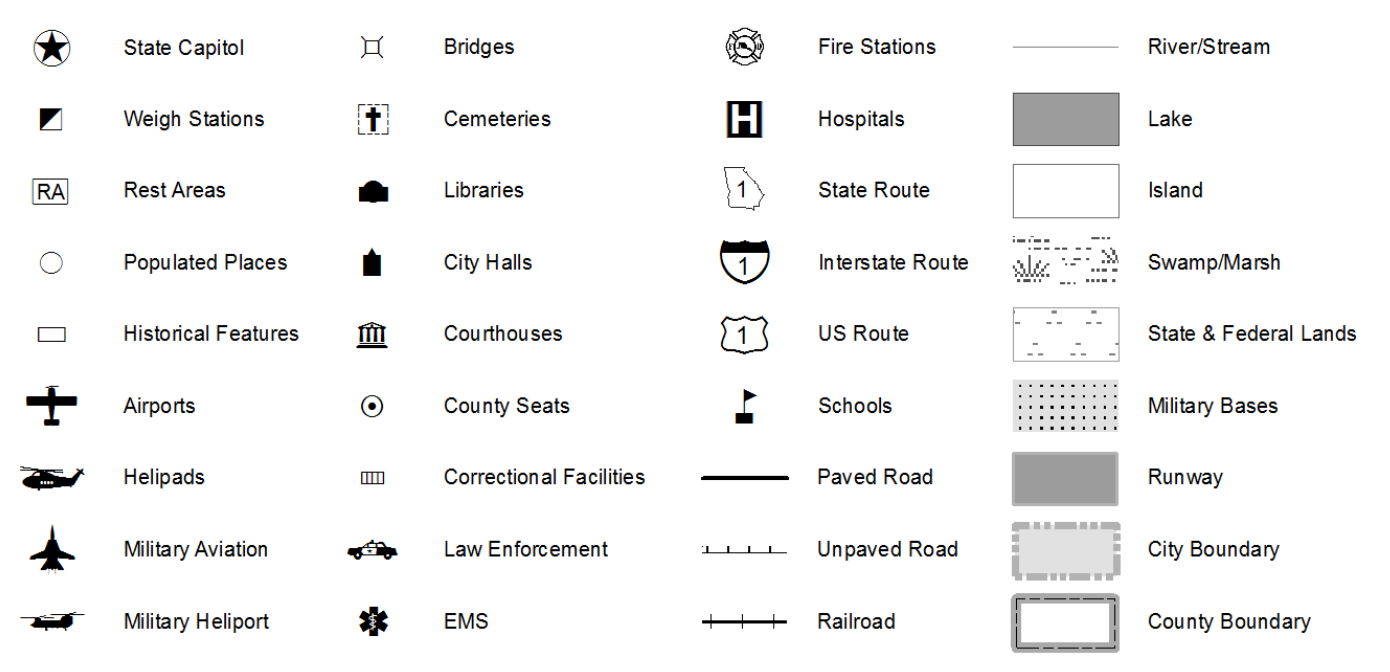 State Capitol
Weigh Stations
RA Rest Areas
Populated Places
Historical Features
Airports
Helipads
Military Aviation
Military Heliport
Bridges
Cemeteries
Libraries
City Halls
Courthouses
County Seats
Correctional Facilities
Law Enforcement
EMS
Fire Stations
H Hospitals
1 State Route
1 Interstate Route
1 US Route
Schools
Paved Road
Unpaved Road
Railroad
River/Stream
Lake
Island
Swamp/Marsh
State & Federal Lands
Military Bases
Runway
City Boundary
County Boundary